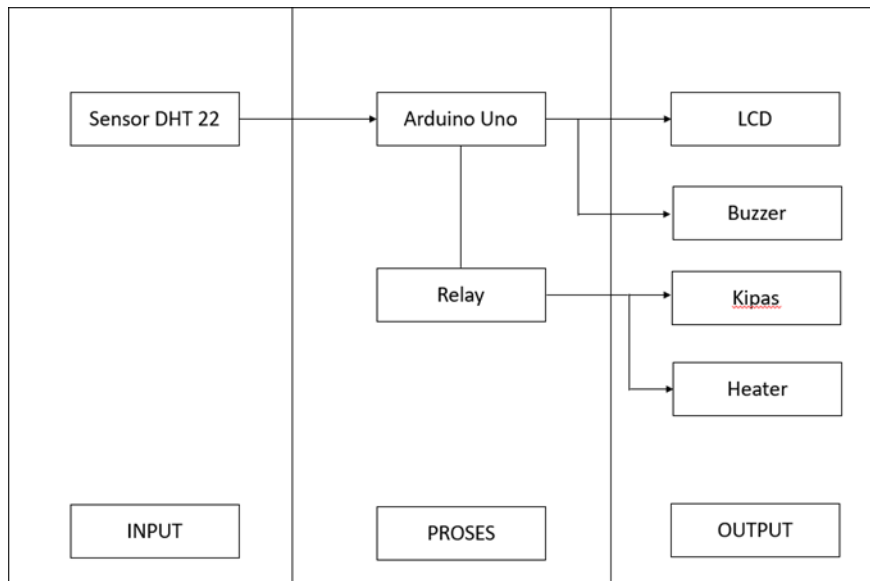 Sensor DHT 22
Arduino Uno
LCD
Buzzer
Relay
Kipas
Heater
INPUT
PROSES
OUTPUT